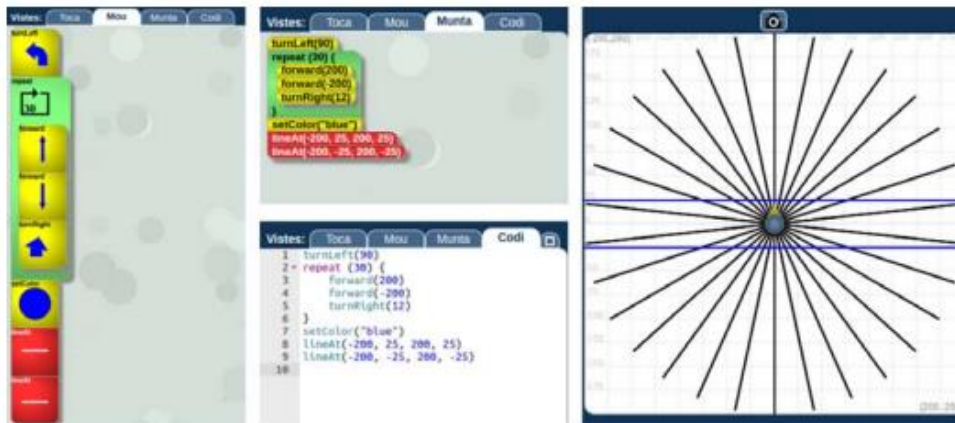 Vistes: Toca Mou Munta Codi
turnLeft
repeat
30
forward
forward
turnRight
setColor
lineAt
lineAt
Vistes: Toca Mou Munta Codi
turnLeft(90)
repeat (30) {
forward(200)
forward(-200)
turnRight(12)
}
setColor("blue")
lineAt(-200, 25, 200, 25)
lineAt(-200, -25, 200, -25)
Vistes: Toca Mou Munta Codi
1 turnLeft(90)
2 repeat (30) {
3 forward(200)
4 forward(-200)
5 turnRight(12)
6 }
7 setColor("blue")
8 lineAt(-200, 25, 200, 25)
9 lineAt(-200, -25, 200, -25)
10